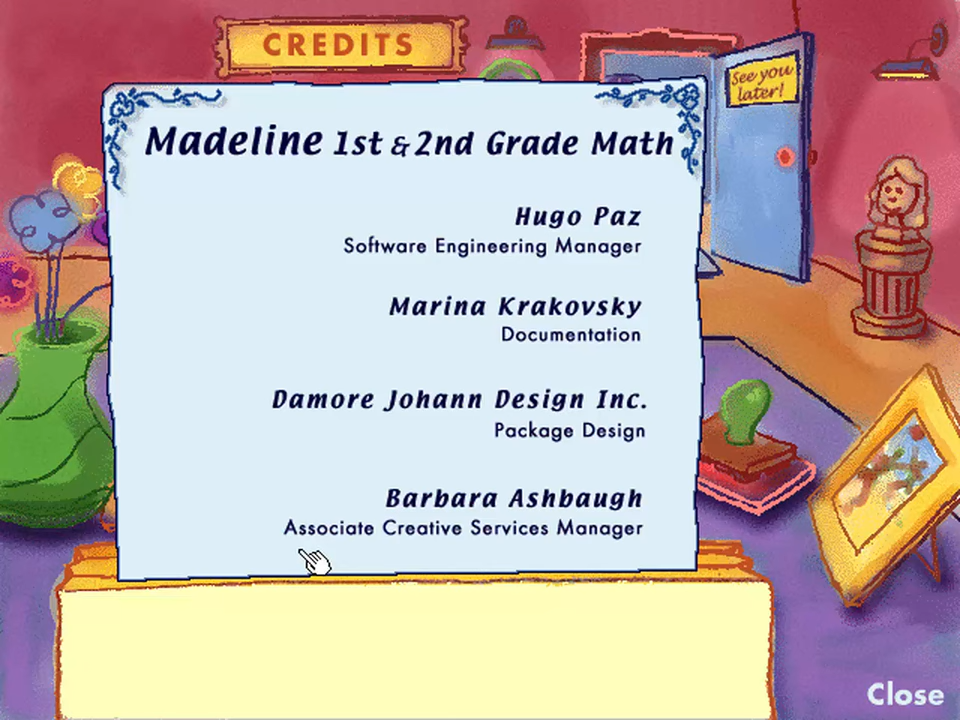 CREDITS
See you
later!
Madeline 1st & 2nd Grade Math
Hugo Paz
Software Engineering Manager
Marina Krakovsky
Documentation
Damore Johann Design Inc.
Package Design
Barbara Ashbaugh
Associate Creative Services Manager
Close